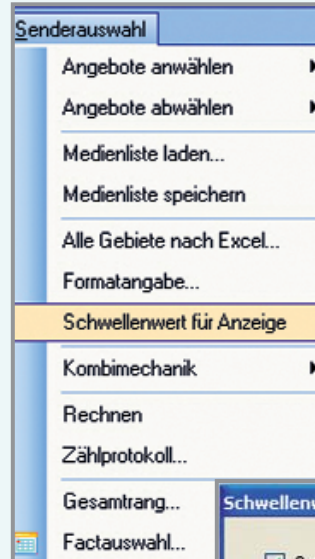 Senderauswahl
Angebote anwählen
Angebote abwählen
Medienliste laden...
Medienliste speichern
Alle Gebiete nach Excel...
Formatangabe...
Schwellenwert für Anzeige
Kombimechanik
Rechnen
Zählprotokoll...
Gesamtrang...
Factauswahl...